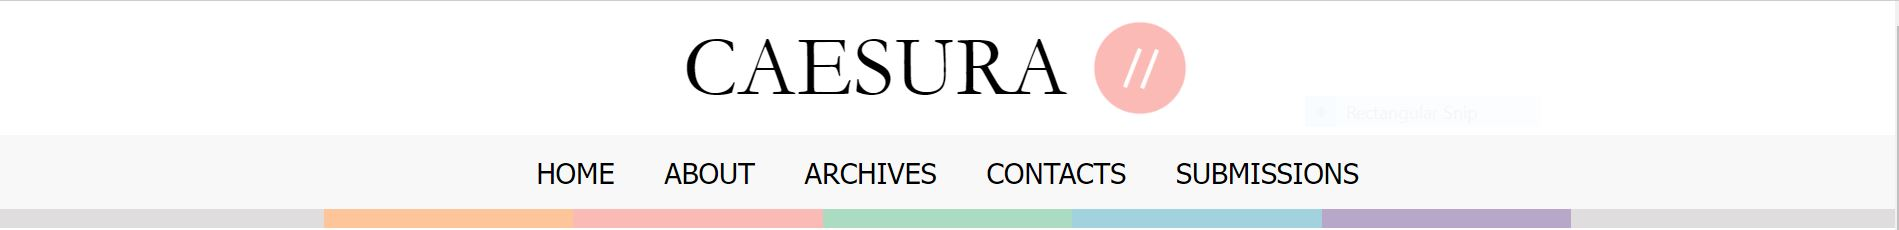 CAESURA //
Rectangular Snip
HOME ABOUT ARCHIVES CONTACTS SUBMISSIONS